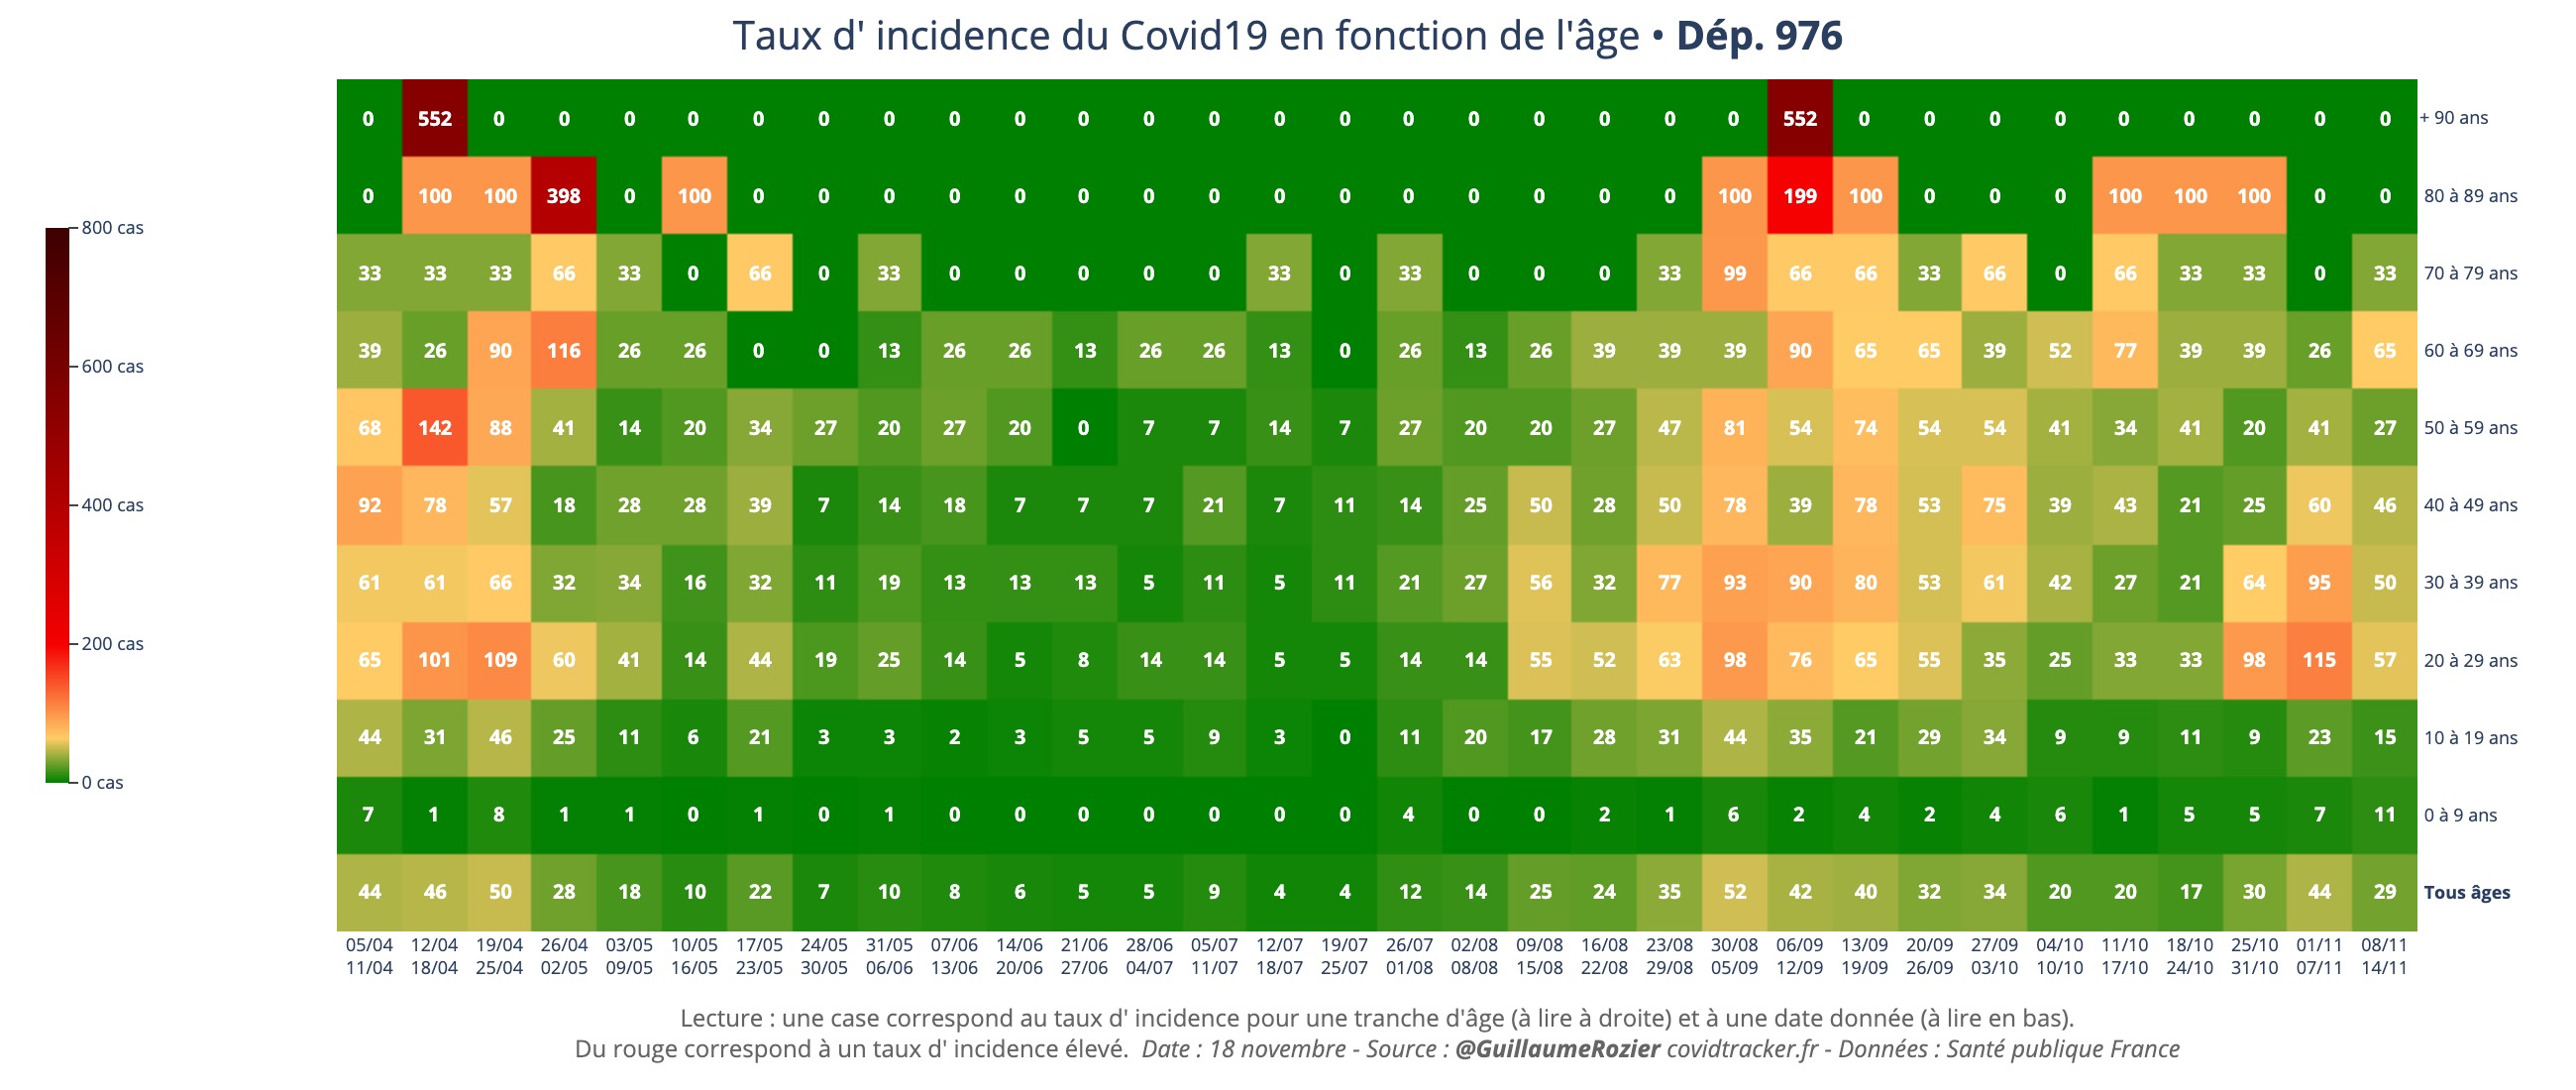 Taux d' incidence du Covid19 en fonction de l'âge • Dép. 976
800 cas
600 cas
400 cas
200 cas
0 cas
0 552 0 0 0 0 0 0 0 0 0 0 0 0 0 0 0 0 0 0 0 0 552 0 0 0 0 0 0 0 0 0 + 90 ans
0 100 100 398 0 100 0 0 0 0 0 0 0 0 0 0 0 0 0 0 0 100 199 100 0 0 0 100 100 100 0 0 80 à 89 ans
33 33 33 66 33 0 66 0 33 0 0 0 0 0 33 0 33 0 0 0 33 99 66 66 33 66 0 66 33 33 0 33 70 à 79 ans
39 26 90 116 26 26 0 0 13 26 26 13 26 26 13 0 26 13 26 39 39 39 90 65 65 39 52 77 39 39 26 65 60 à 69 ans
68 142 88 41 14 20 34 27 20 27 20 0 7 7 14 7 27 20 20 27 47 81 54 74 54 54 41 34 41 20 41 27 50 à 59 ans
92 78 57 18 28 28 39 7 14 18 7 7 7 21 7 11 14 25 50 28 50 78 39 78 53 75 39 43 21 25 60 46 40 à 49 ans
61 61 66 32 34 16 32 11 19 13 13 13 5 11 5 11 21 27 56 32 77 93 90 80 53 61 42 27 21 64 95 50 30 à 39 ans
65 101 109 60 41 14 44 19 25 14 5 8 14 14 5 5 14 14 55 52 63 98 76 65 55 35 25 33 33 98 115 57 20 à 29 ans
44 31 46 25 11 6 21 3 3 2 3 5 5 9 3 0 11 20 17 28 31 44 35 21 29 34 9 9 11 9 23 15 10 à 19 ans
7 1 8 1 1 0 1 0 1 0 0 0 0 0 0 0 4 0 0 2 1 6 2 4 2 4 6 1 5 5 7 11 0 à 9 ans
44 46 50 28 18 10 22 7 10 8 6 5 5 9 4 4 12 14 25 24 35 52 42 40 32 34 20 20 17 30 44 29 Tous âges
05/04 12/04 19/04 26/04 03/05 10/05 17/05 24/05 31/05 07/06 14/06 21/06 28/06 05/07 12/07 19/07 26/07 02/08 09/08 16/08 23/08 30/08 06/09 13/09 20/09 27/09 04/10 11/10 18/10 25/10 01/11 08/11
11/04 18/04 25/04 02/05 09/05 16/05 23/05 30/05 06/06 13/06 20/06 27/06 04/07 11/07 18/07 25/07 01/08 08/08 15/08 22/08 29/08 05/09 12/09 19/09 26/09 03/10 10/10 17/10 24/10 31/10 07/11 14/11
Lecture : une case correspond au taux d' incidence pour une tranche d'âge (à lire à droite) et à une date donnée (à lire en bas).
Du rouge correspond à un taux d' incidence élevé. Date : 18 novembre - Source : @GuillaumeRozier covidtracker.fr - Données : Santé publique France